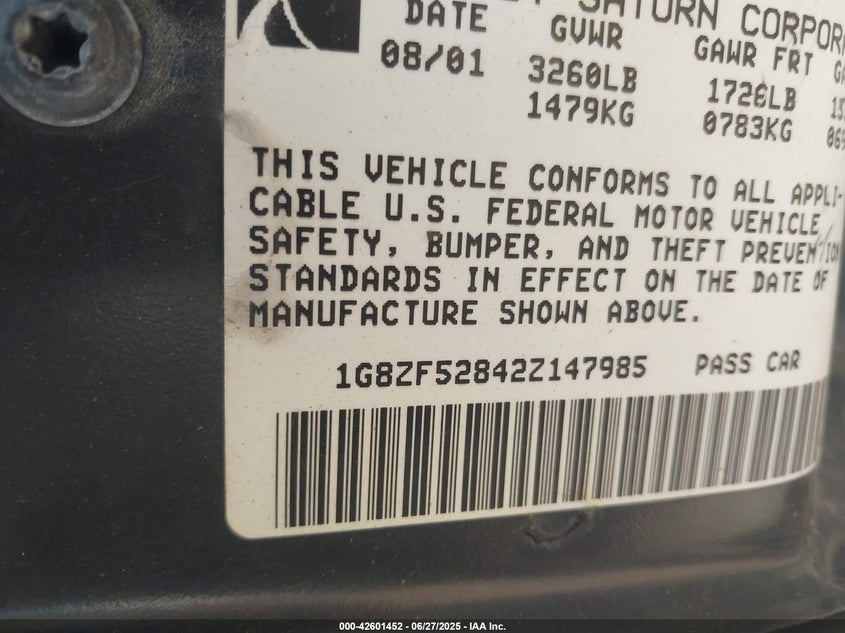 SATURN CORPOR
DATE GVWR GAWR FRT GA
08/01 3260LB 1726LB
1479KG 0783KG
THIS VEHICLE CONFORMS TO ALL APPLI-
CABLE U.S. FEDERAL MOTOR VEHICLE
SAFETY, BUMPER, AND THEFT PREVENTION
STANDARDS IN EFFECT ON THE DATE OF
MANUFACTURE SHOWN ABOVE.
1G8ZF52842Z147985 PASS CAR
000-42601452 - 06/27/2025 - IAA Inc.